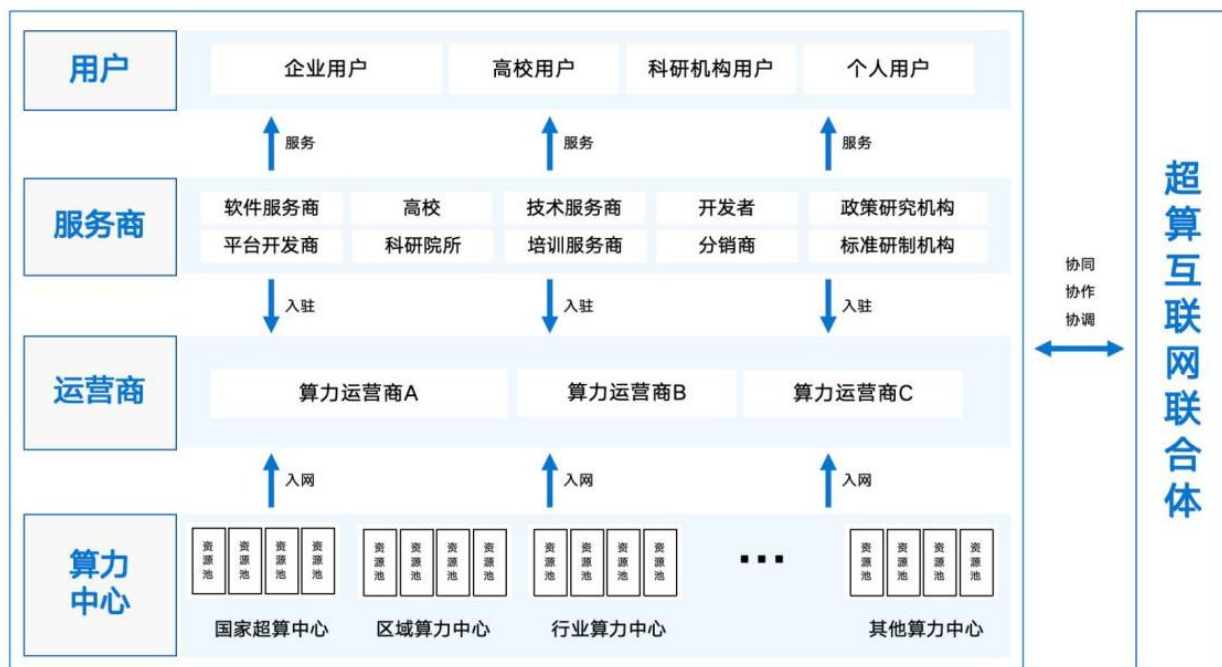 用户
企业用户 高校用户 科研机构用户 个人用户
服务 服务 服务
服务商
软件服务商 高校 技术服务商 开发者 政策研究机构
平台开发商 科研院所 培训服务商 分销商 标准研制机构
入驻 入驻 入驻
运营商
算力运营商A 算力运营商B 算力运营商C
入网 入网 入网
算力
中心
资源池 资源池 资源池 资源池 资源池 资源池 资源池 资源池 资源池 资源池 资源池 资源池 ··· 资源池 资源池 资源池 资源池
国家超算中心 区域算力中心 行业算力中心 其他算力中心
协同
协作
协调
超算互联网联合体